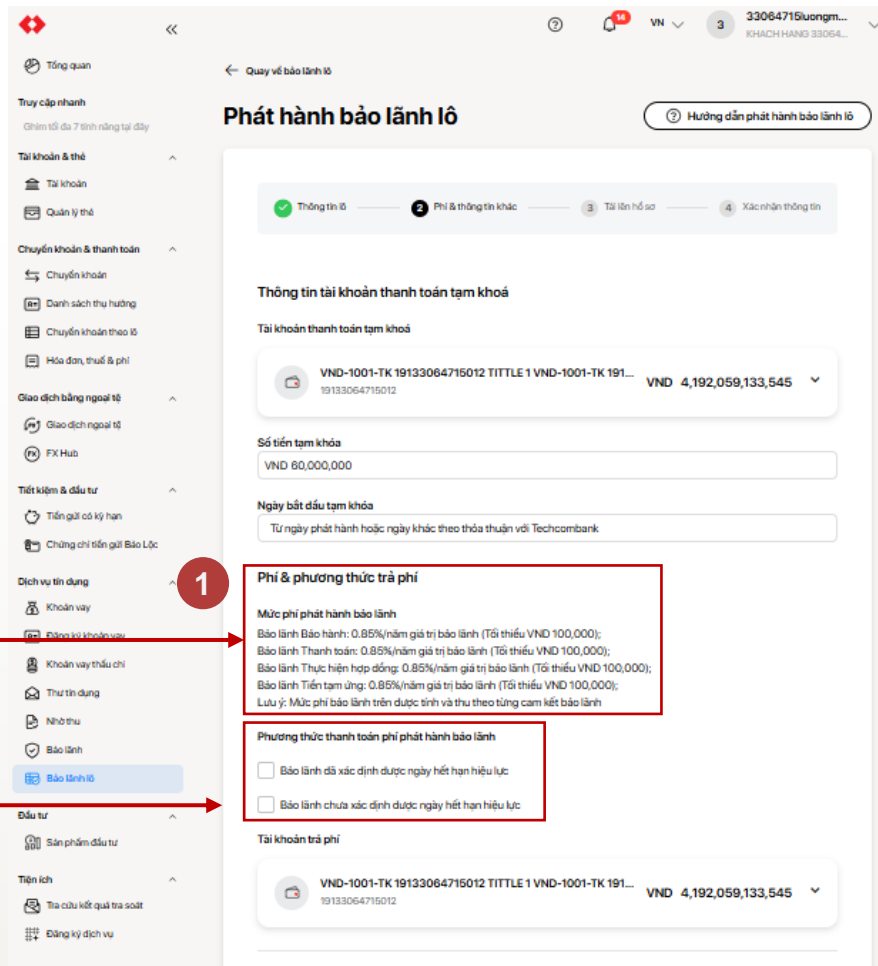 14
VN
3
33064715luongm...
KHACH HANG 33064...
Tổng quan
Truy cập nhanh
Ghim tối đa 7 tính năng tại đây
Tài khoản & thẻ
Tài khoản
Quản lý thẻ
Chuyển khoản & thanh toán
Chuyển khoản
Danh sách thụ hưởng
Chuyển khoản theo lô
Hóa đơn, thuế & phí
Giao dịch bằng ngoại tệ
Giao dịch ngoại tệ
FX Hub
Tiết kiệm & đầu tư
Tiền gửi có kỳ hạn
Chứng chỉ tiền gửi Bảo Lộc
Dịch vụ tín dụng
Khoản vay
Đăng ký khoản vay
Khoản vay thấu chi
Thư tín dụng
Nhờ thu
Bảo lãnh
Bảo lãnh lô
Đầu tư
Sản phẩm đầu tư
Tiện ích
Tra cứu kết quả tra soát
Đăng ký dịch vụ
Quay về bảo lãnh lô
Phát hành bảo lãnh lô
Hướng dẫn phát hành bảo lãnh lô
Thông tin lô
2 Phí & thông tin khác
3 Tải lên hồ sơ
4 Xác nhận thông tin
Thông tin tài khoản thanh toán tạm khoá
Tài khoản thanh toán tạm khoá
VND-1001-TK 19133064715012 TITTLE 1 VND-1001-TK 191...
19133064715012
VND 4,192,059,133,545
Số tiền tạm khóa
VND 60,000,000
Ngày bắt đầu tạm khóa
Từ ngày phát hành hoặc ngày khác theo thỏa thuận với Techcombank
1
Phí & phương thức trả phí
Mức phí phát hành bảo lãnh
Bảo lãnh Bảo hành: 0.85%/năm giá trị bảo lãnh (Tối thiểu VND 100,000);
Bảo lãnh Thanh toán: 0.85%/năm giá trị bảo lãnh (Tối thiểu VND 100,000);
Bảo lãnh Thực hiện hợp đồng: 0.85%/năm giá trị bảo lãnh (Tối thiểu VND 100,000);
Bảo lãnh Tiền tạm ứng: 0.85%/năm giá trị bảo lãnh (Tối thiểu VND 100,000);
Lưu ý: Mức phí bảo lãnh trên được tính và thu theo từng cam kết bảo lãnh
Phương thức thanh toán phí phát hành bảo lãnh
Bảo lãnh đã xác định được ngày hết hạn hiệu lực
Bảo lãnh chưa xác định được ngày hết hạn hiệu lực
Tài khoản trả phí
VND-1001-TK 19133064715012 TITTLE 1 VND-1001-TK 191...
19133064715012
VND 4,192,059,133,545